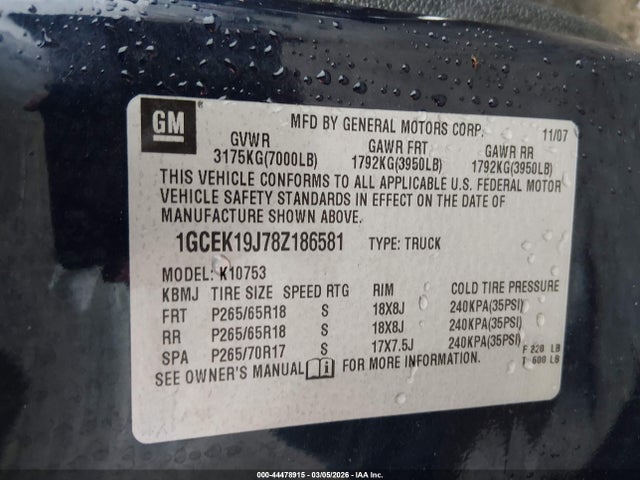 GM ®
MFD BY GENERAL MOTORS CORP. 11/07
GVWR GAWR FRT GAWR RR
3175KG(7000LB) 1792KG(3950LB) 1792KG(3950LB)
THIS VEHICLE CONFORMS TO ALL APPLICABLE U.S. FEDERAL MOTOR
VEHICLE SAFETY STANDARDS IN EFFECT ON THE DATE OF
MANUFACTURE SHOWN ABOVE.
1GCEK19J78Z186581 TYPE: TRUCK
MODEL: K10753
KBMJ TIRE SIZE SPEED RTG RIM COLD TIRE PRESSURE
FRT P265/65R18 S 18X8J 240KPA(35PSI)
RR P265/65R18 S 18X8J 240KPA(35PSI)
SPA P265/70R17 S 17X7.5J 240KPA(35PSI)
SEE OWNER'S MANUAL FOR MORE INFORMATION.
F 220 LB
T 600 LB
000-44478915 - 03/05/2026 - IAA Inc.